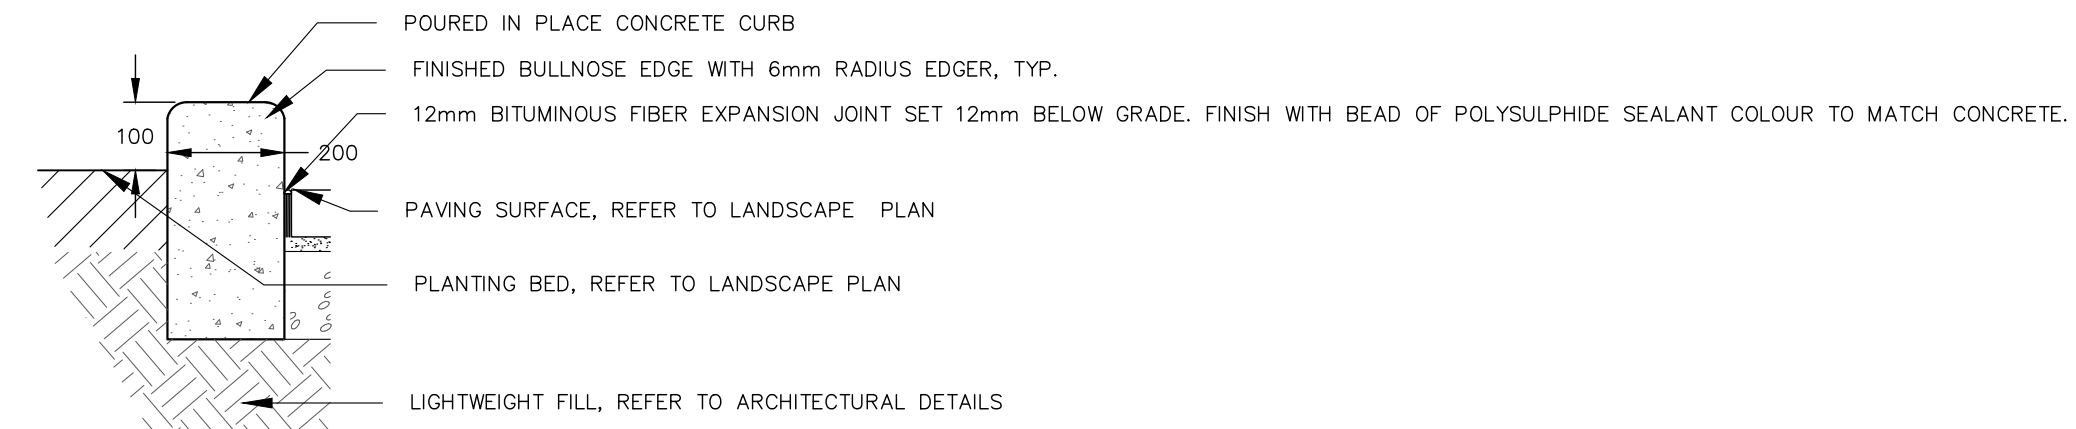 POURED IN PLACE CONCRETE CURB
FINISHED BULLNOSE EDGE WITH 6mm RADIUS EDGER, TYP.
12mm BITUMINOUS FIBER EXPANSION JOINT SET 12mm BELOW GRADE. FINISH WITH BEAD OF POLYSULPHIDE SEALANT COLOUR TO MATCH CONCRETE.
100
200
PAVING SURFACE, REFER TO LANDSCAPE PLAN
PLANTING BED, REFER TO LANDSCAPE PLAN
LIGHTWEIGHT FILL, REFER TO ARCHITECTURAL DETAILS